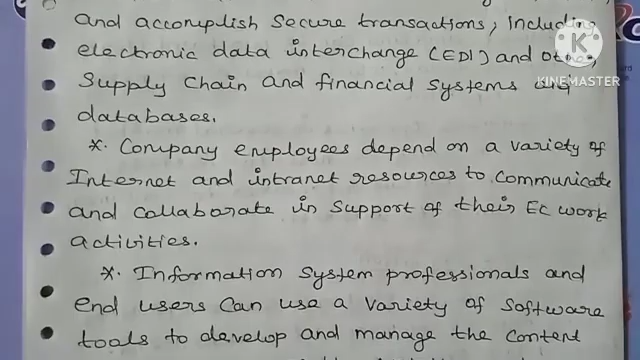 and accomplish secure transactions, including
electronic data interchange (EDI) and other
Supply chain and financial systems and
databases.
*. Company employees depend on a variety of
Internet and intranet resources to communicate
and collaborate in support of their EC work
activities.
*. Information system professionals and
end users can use a variety of software
tools to develop and manage the content
KINEMASTER